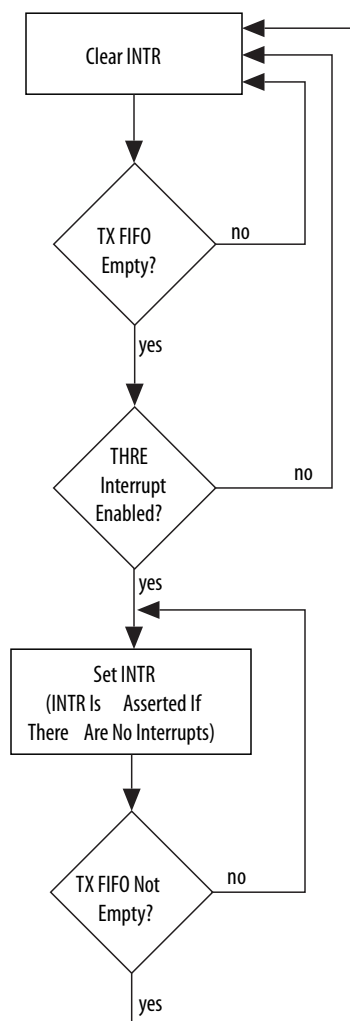 Clear INTR
TX FIFO
Empty?
no
yes
THRE
Interrupt
Enabled?
no
yes
Set INTR
(INTR Is Asserted If
There Are No Interrupts)
TX FIFO Not
Empty?
no
yes